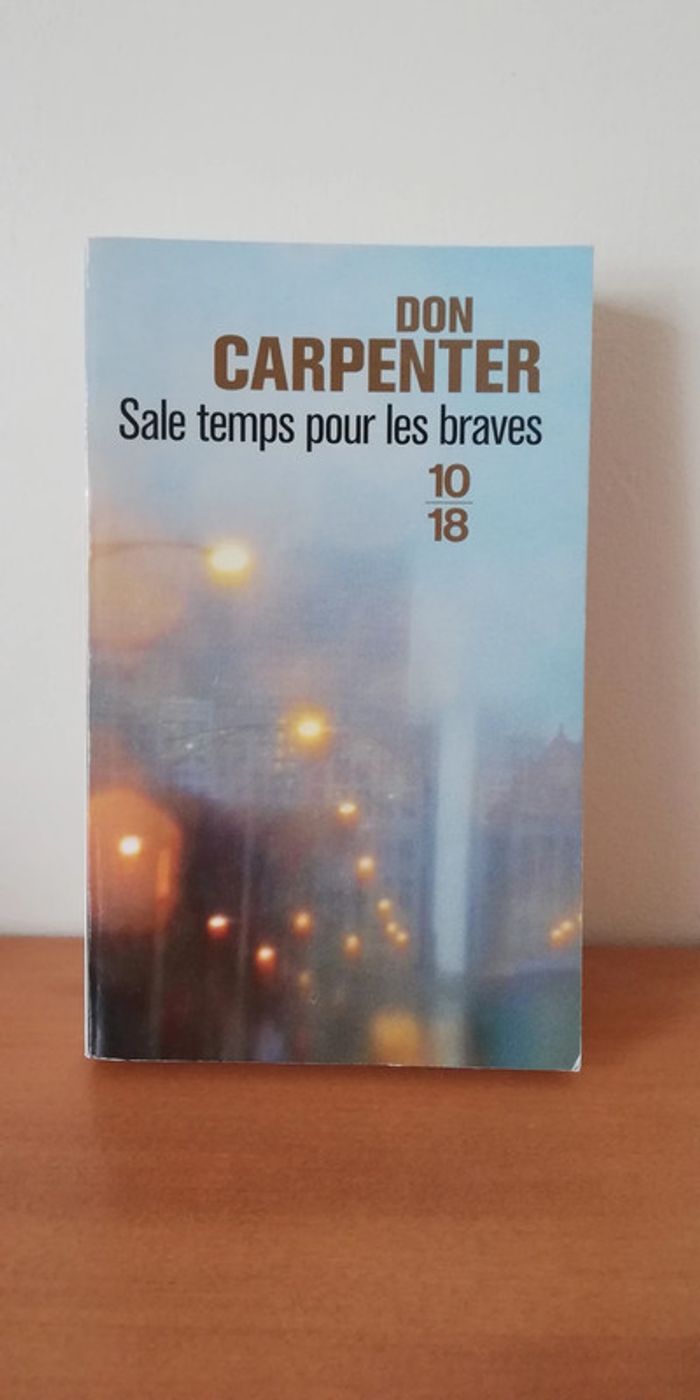 DON
CARPENTER
Sale temps pour les braves
10
18